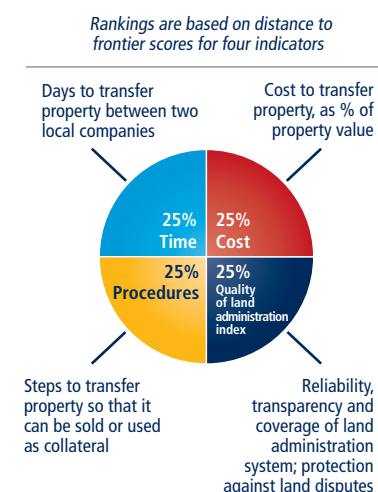 Rankings are based on distance to
frontier scores for four indicators
Days to transfer
property between two
local companies
Cost to transfer
property, as % of
property value
25%
Time
25%
Cost
25%
Procedures
25%
Quality
of land
administration
index
Steps to transfer
property so that it
can be sold or used
as collateral
Reliability,
transparency and
coverage of land
administration
system; protection
against land disputes